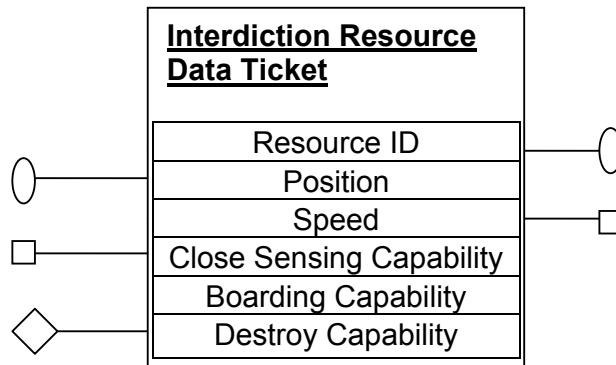 Interdiction Resource
Data Ticket
Resource ID
Position
Speed
Close Sensing Capability
Boarding Capability
Destroy Capability